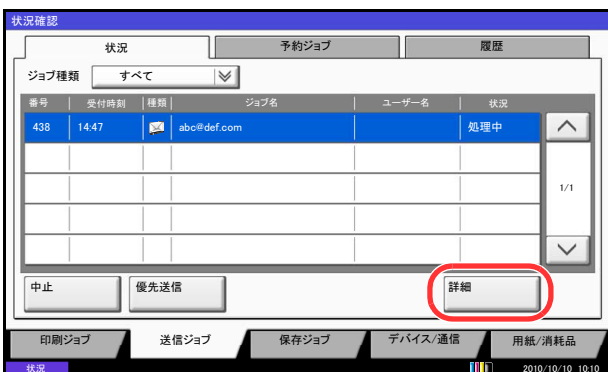 状況確認
状況 予約ジョブ 履歴
ジョブ種類 すべて
番号 受付時刻 種類 ジョブ名 ユーザー名 状況
438 14:47 abc@def.com 処理中
1/1
中止 優先送信 詳細
印刷ジョブ 送信ジョブ 保存ジョブ デバイス/通信 用紙/消耗品
状況 2010/10/10 10:10